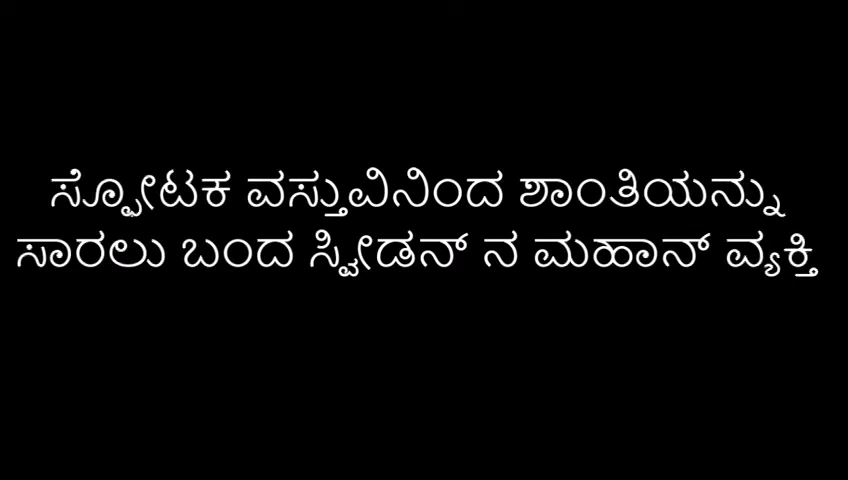 ಸ್ಫೋಟಕ ವಸ್ತುವಿನಿಂದ ಶಾಂತಿಯನ್ನು
ಸಾರಲು ಬಂದ ಸ್ವೀಡನ್ ನ ಮಹಾನ್ ವ್ಯಕ್ತಿ